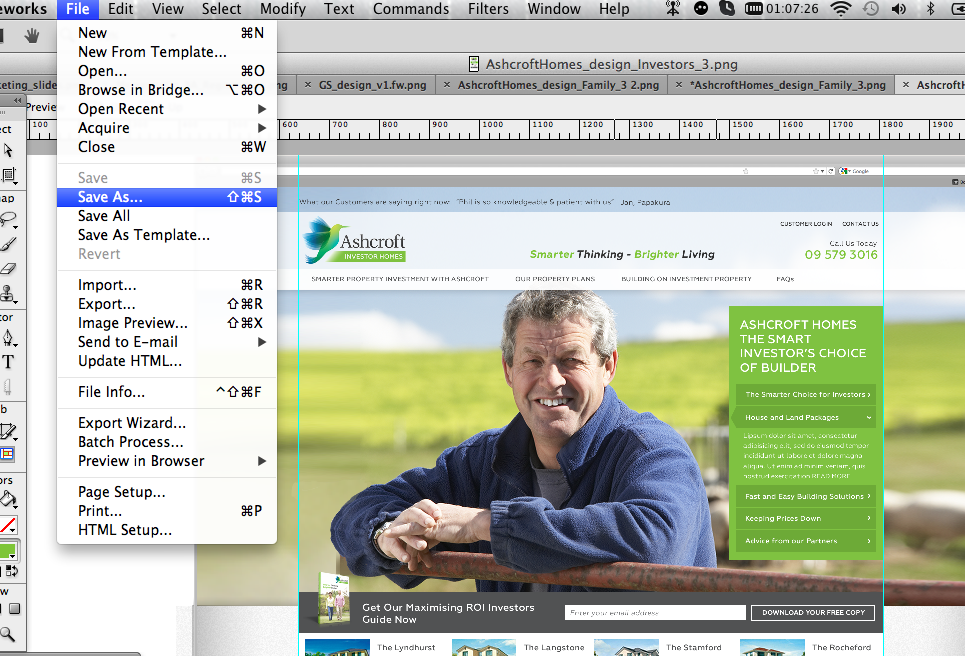 eworks File Edit View Select Modify Text Commands Filters Window Help 01:07:26
New ⌘N
New From Template...
Open... ⌘O
Browse in Bridge... ⌥⌘O
Open Recent
Acquire
Close ⌘W
Save ⌘S
Save As... ⇧⌘S
Save All
Save As Template...
Revert
Import... ⌘R
Export... ⇧⌘R
Image Preview... ⇧⌘X
Send to E-mail
Update HTML...
File Info... ^⇧⌘F
Export Wizard...
Batch Process...
Preview in Browser
Page Setup...
Print... ⌘P
HTML Setup...
AshcroftHomes_design_Investors_3.png
eting_slide ng × GS_design_v1.fw.png × AshcroftHomes_design_Family_3 2.png × *AshcroftHomes_design_Family_3.png × Ashcroft
Previe
100 600 700 800 900 1000 1100 1200 1300 1400 1500 1600 1700 1800 1900
Google
What our Customers are saying right now: "Phil is so knowledgeable & patient with us" Jan, Papakura
CUSTOMER LOGIN CONTACT US
Ashcroft
INVESTOR HOMES
Smarter Thinking - Brighter Living
Call Us Today
09 579 3016
SMARTER PROPERTY INVESTMENT WITH ASHCROFT OUR PROPERTY PLANS BUILDING ON INVESTMENT PROPERTY FAQs
ASHCROFT HOMES
THE SMART
INVESTOR'S CHOICE
OF BUILDER
The Smarter Choice for Investors ›
House and Land Packages
Lipsum dolor sit amet, consectetur
adipisicing elit, sed do eiusmod tempor
incididunt ut labore et dolore magna
aliqua. Ut enim ad minim veniam, quis
nostrud exercitation READ MORE
Fast and Easy Building Solutions ›
Keeping Prices Down ›
Advice from our Partners ›
Get Our Maximising ROI Investors
Guide Now
Enter your email address
DOWNLOAD YOUR FREE COPY
The Lyndhurst The Langstone The Stamford The Rocheford